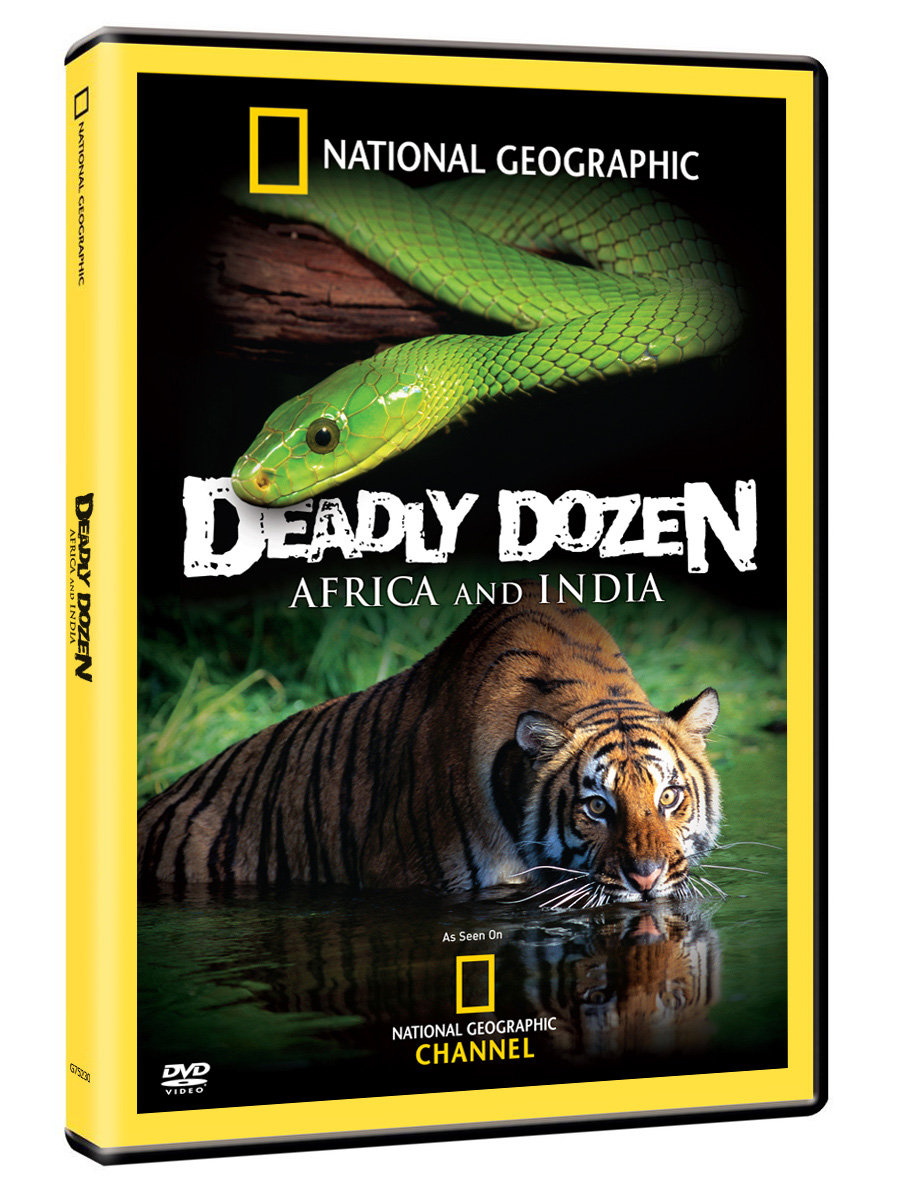 NATIONAL GEOGRAPHIC
DEADLY DOZEN
AFRICA AND INDIA
As Seen On
NATIONAL GEOGRAPHIC
CHANNEL
DVD
VIDEO
NATIONAL GEOGRAPHIC
DEADLY DOZEN
AFRICA AND INDIA
G75230